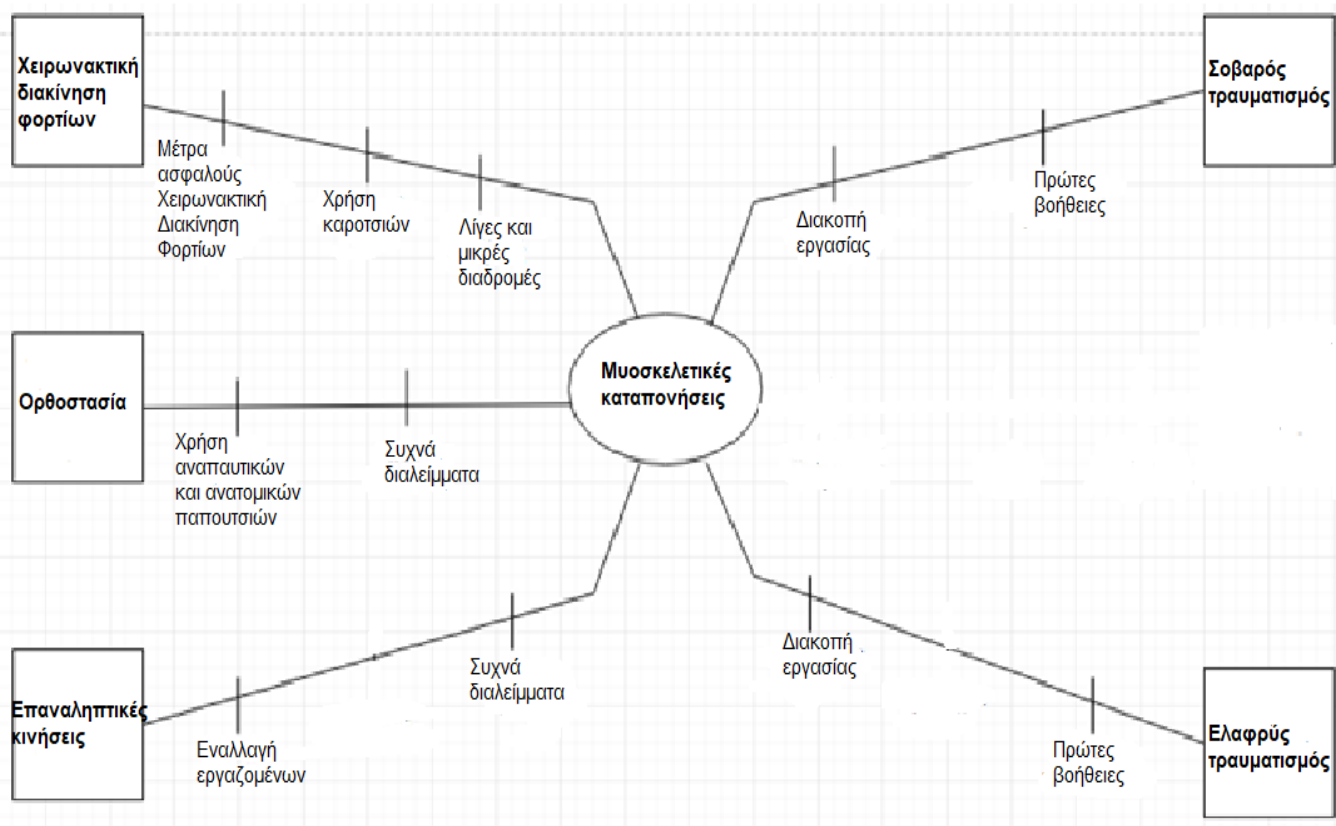 Χειρωνακτική
διακίνηση
φορτίων
Μέτρα
ασφαλούς
Χειρωνακτική
Διακίνηση
Φορτίων
Χρήση
καροτσιών
Λίγες και
μικρές
διαδρομές
Διακοπή
εργασίας
Πρώτες
βοήθειες
Σοβαρός
τραυματισμός
Ορθοστασία
Χρήση
αναπαυτικών
και ανατομικών
παπουτσιών
Συχνά
διαλείμματα
Μυοσκελετικές
καταπονήσεις
Επαναληπτικές
κινήσεις
Εναλλαγή
εργαζομένων
Συχνά
διαλείμματα
Διακοπή
εργασίας
Πρώτες
βοήθειες
Ελαφρύς
τραυματισμός